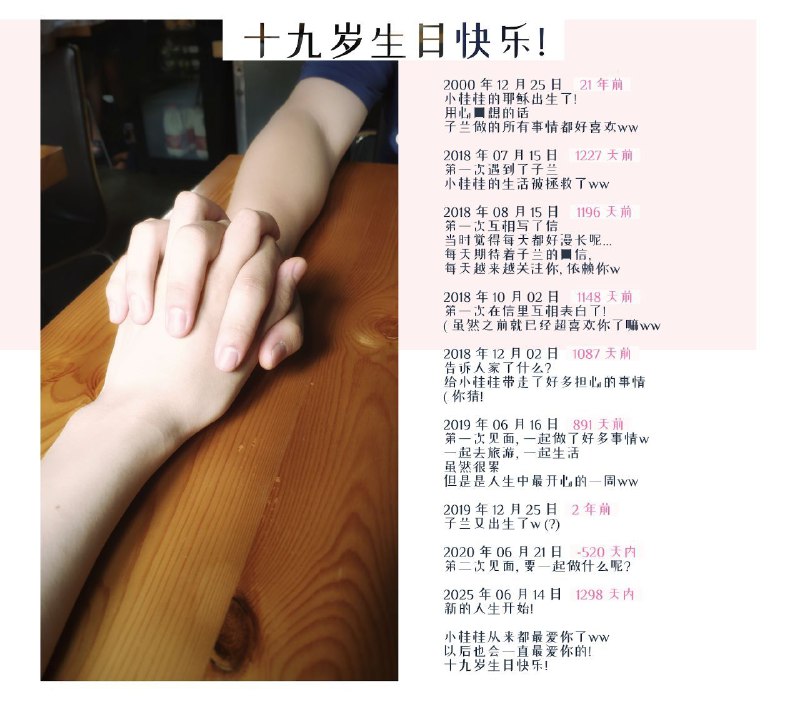 十九岁生日快乐!
2000 年 12 月 25 日 21 年前
小桂桂的耶稣出生了!
用心 想的话
子兰做的所有事情都好喜欢ww
2018 年 07 月 15 日 1227 天前
第一次遇到了子兰
小桂桂的生活被拯救了ww
2018 年 08 月 15 日 1196 天前
第一次互相写了信
当时觉得每天都好漫长呢...
每天期待着子兰的 信,
每天越来越关注你, 依赖你w
2018 年 10 月 02 日 1148 天前
第一次在信里互相表白了!
( 虽然之前就已经超喜欢你了嘛ww
2018 年 12 月 02 日 1087 天前
告诉人家了什么?
给小桂桂带走了好多担心的事情
( 你猜!
2019 年 06 月 16 日 891 天前
第一次见面, 一起做了好多事情w
一起去旅游, 一起生活
虽然很累
但是是人生中最开心的一周ww
2019 年 12 月 25 日 2 年前
子兰又出生了w (?)
2020 年 06 月 21 日 -520 天内
第二次见面, 要一起做什么呢?
2025 年 06 月 14 日 1298 天内
新的人生开始!
小桂桂从来都最爱你了ww
以后也会一直最爱你的!
十九岁生日快乐!